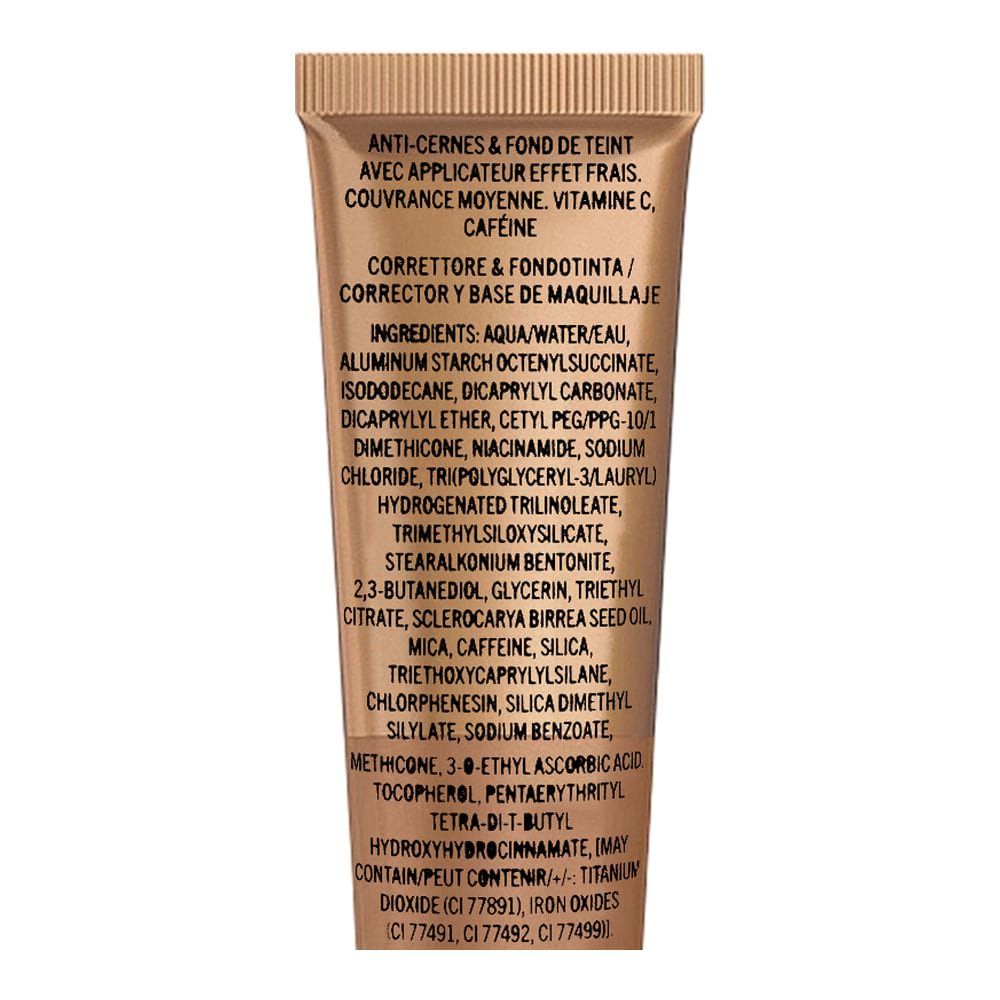 ANTI-CERNES & FOND DE TEINT
AVEC APPLICATEUR EFFET FRAIS.
COUVRANCE MOYENNE. VITAMINE C,
CAFÉINE
CORRETTORE & FONDOTINTA /
CORRECTOR Y BASE DE MAQUILLAJE
INGREDIENTS: AQUA/WATER/EAU,
ALUMINUM STARCH OCTENYLSUCCINATE,
ISODODECANE, DICAPRYLYL CARBONATE,
DICAPRYLYL ETHER, CETYL PEG/PPG-10/1
DIMETHICONE, NIACINAMIDE, SODIUM
CHLORIDE, TRI(POLYGLYCERYL-3/LAURYL)
HYDROGENATED TRILINOLEATE,
TRIMETHYLSILOXYSILICATE,
STEARALKONIUM BENTONITE,
2,3-BUTANEDIOL, GLYCERIN, TRIETHYL
CITRATE, SCLEROCARYA BIRREA SEED OIL,
MICA, CAFFEINE, SILICA,
TRIETHOXYCAPRYLYLSILANE,
CHLORPHENESIN, SILICA DIMETHYL
SILYLATE, SODIUM BENZOATE,
METHICONE, 3-O-ETHYL ASCORBIC ACID.
TOCOPHEROL, PENTAERYTHRITYL
TETRA-DI-T-BUTYL
HYDROXYHYDROCINNAMATE, [MAY
CONTAIN/PEUT CONTENIR/+/-: TITANIUM
DIOXIDE (CI 77891), IRON OXIDES
(CI 77491, CI 77492, CI 77499)].